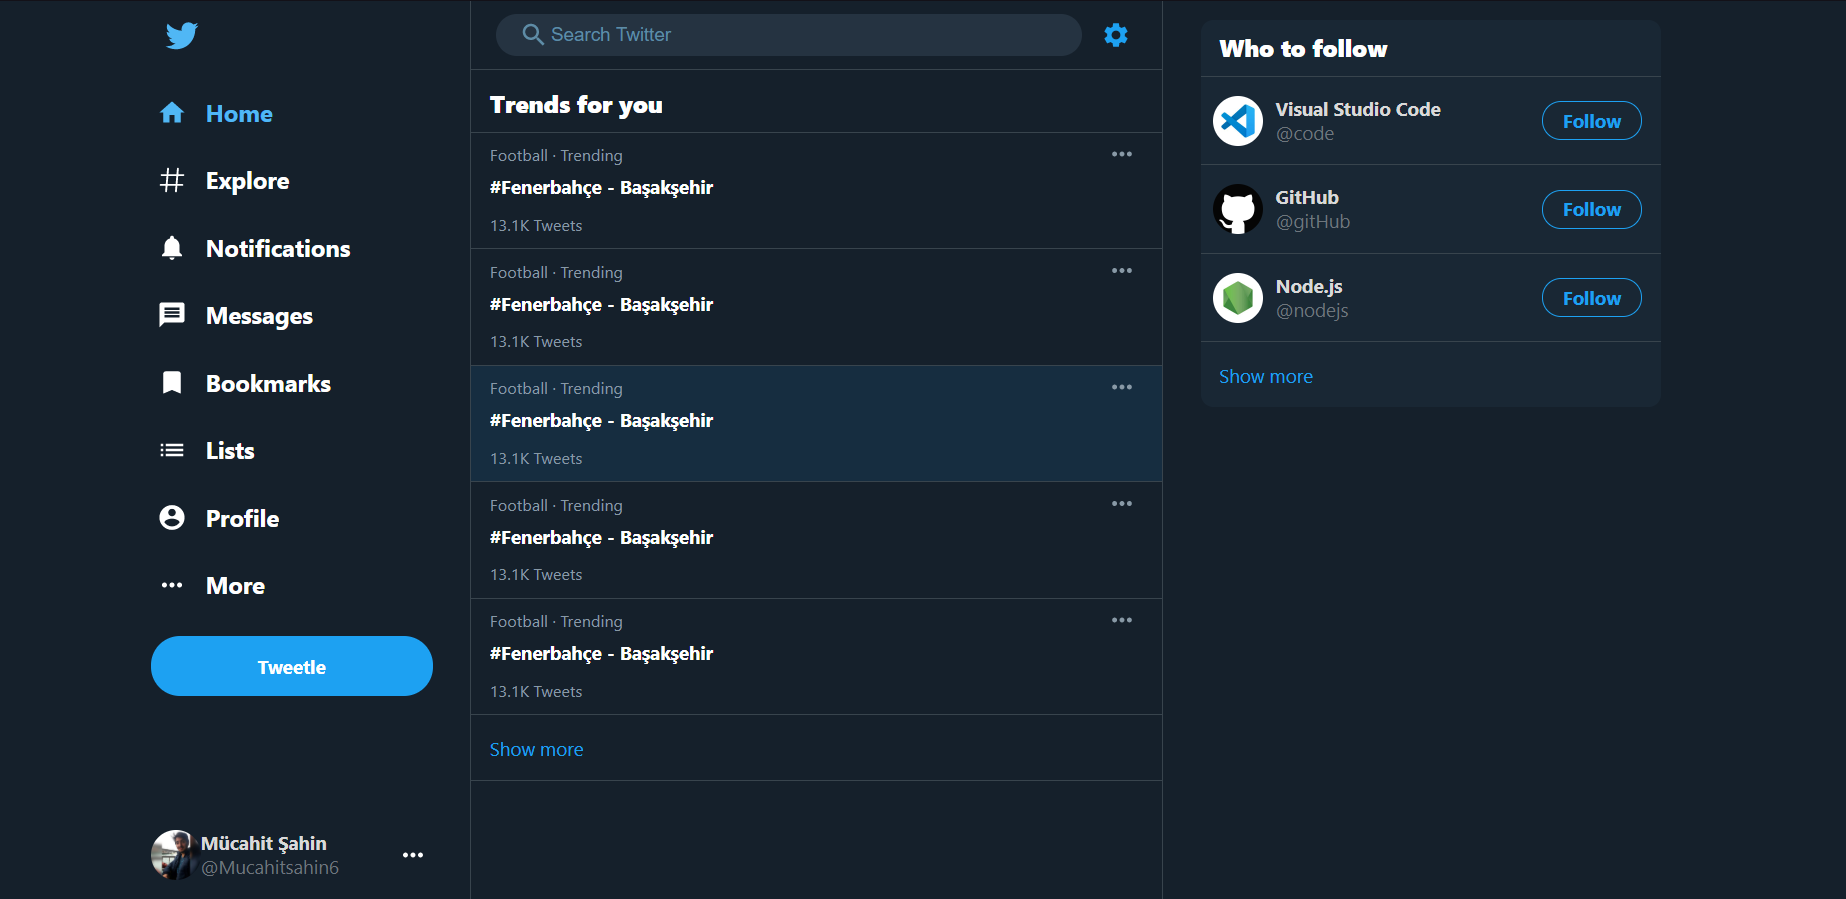 Home
Explore
Notifications
Messages
Bookmarks
Lists
Profile
More
Tweetle
Mücahit Şahin
@Mucahitsahin6
Search Twitter
Trends for you
Football · Trending
#Fenerbahçe - Başakşehir
13.1K Tweets
Football · Trending
#Fenerbahçe - Başakşehir
13.1K Tweets
Football · Trending
#Fenerbahçe - Başakşehir
13.1K Tweets
Football · Trending
#Fenerbahçe - Başakşehir
13.1K Tweets
Football · Trending
#Fenerbahçe - Başakşehir
13.1K Tweets
Show more
Who to follow
Visual Studio Code
@code
Follow
GitHub
@gitHub
Follow
Node.js
@nodejs
Follow
Show more